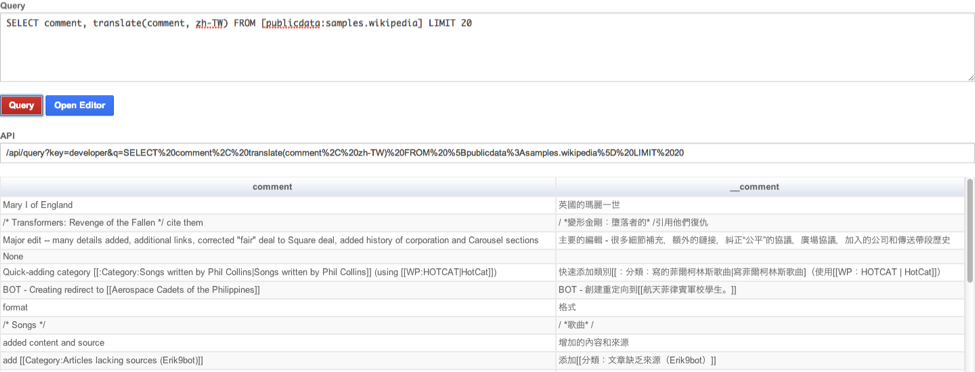 Query
SELECT comment, translate(comment, zh-TW) FROM [publicdata:samples.wikipedia] LIMIT 20
Query Open Editor
API
/api/query?key=developer&q=SELECT%20comment%2C%20translate(comment%2C%20zh-TW)%20FROM%20%5Bpublicdata%3Asamples.wikipedia%5D%20LIMIT%2020
comment __comment
Mary I of England 英國的瑪麗一世
/* Transformers: Revenge of the Fallen */ cite them / *變形金剛：墮落者的* /引用他們復仇
Major edit -- many details added, additional links, corrected "fair" deal to Square deal, added history of corporation and Carousel sections 主要的編輯 - 很多細節補充，額外的鏈接，糾正“公平”的協議，廣場協議，加入的公司和傳送帶段歷史
None
Quick-adding category [[:Category:Songs written by Phil Collins|Songs written by Phil Collins]] (using [[WP:HOTCAT|HotCat]]) 快速添加類別[[：分類：寫的菲爾柯林斯歌曲|寫菲爾柯林斯歌曲]（使用[[WP：HOTCAT | HotCat]]）
BOT - Creating redirect to [[Aerospace Cadets of the Philippines]] BOT - 創建重定向到[[航天菲律賓軍校學生。]]
format 格式
/* Songs */ / *歌曲* /
added content and source 增加的內容和來源
add [[Category:Articles lacking sources (Erik9bot)]] 添加[[分類：文章缺乏來源（Erik9bot）]]